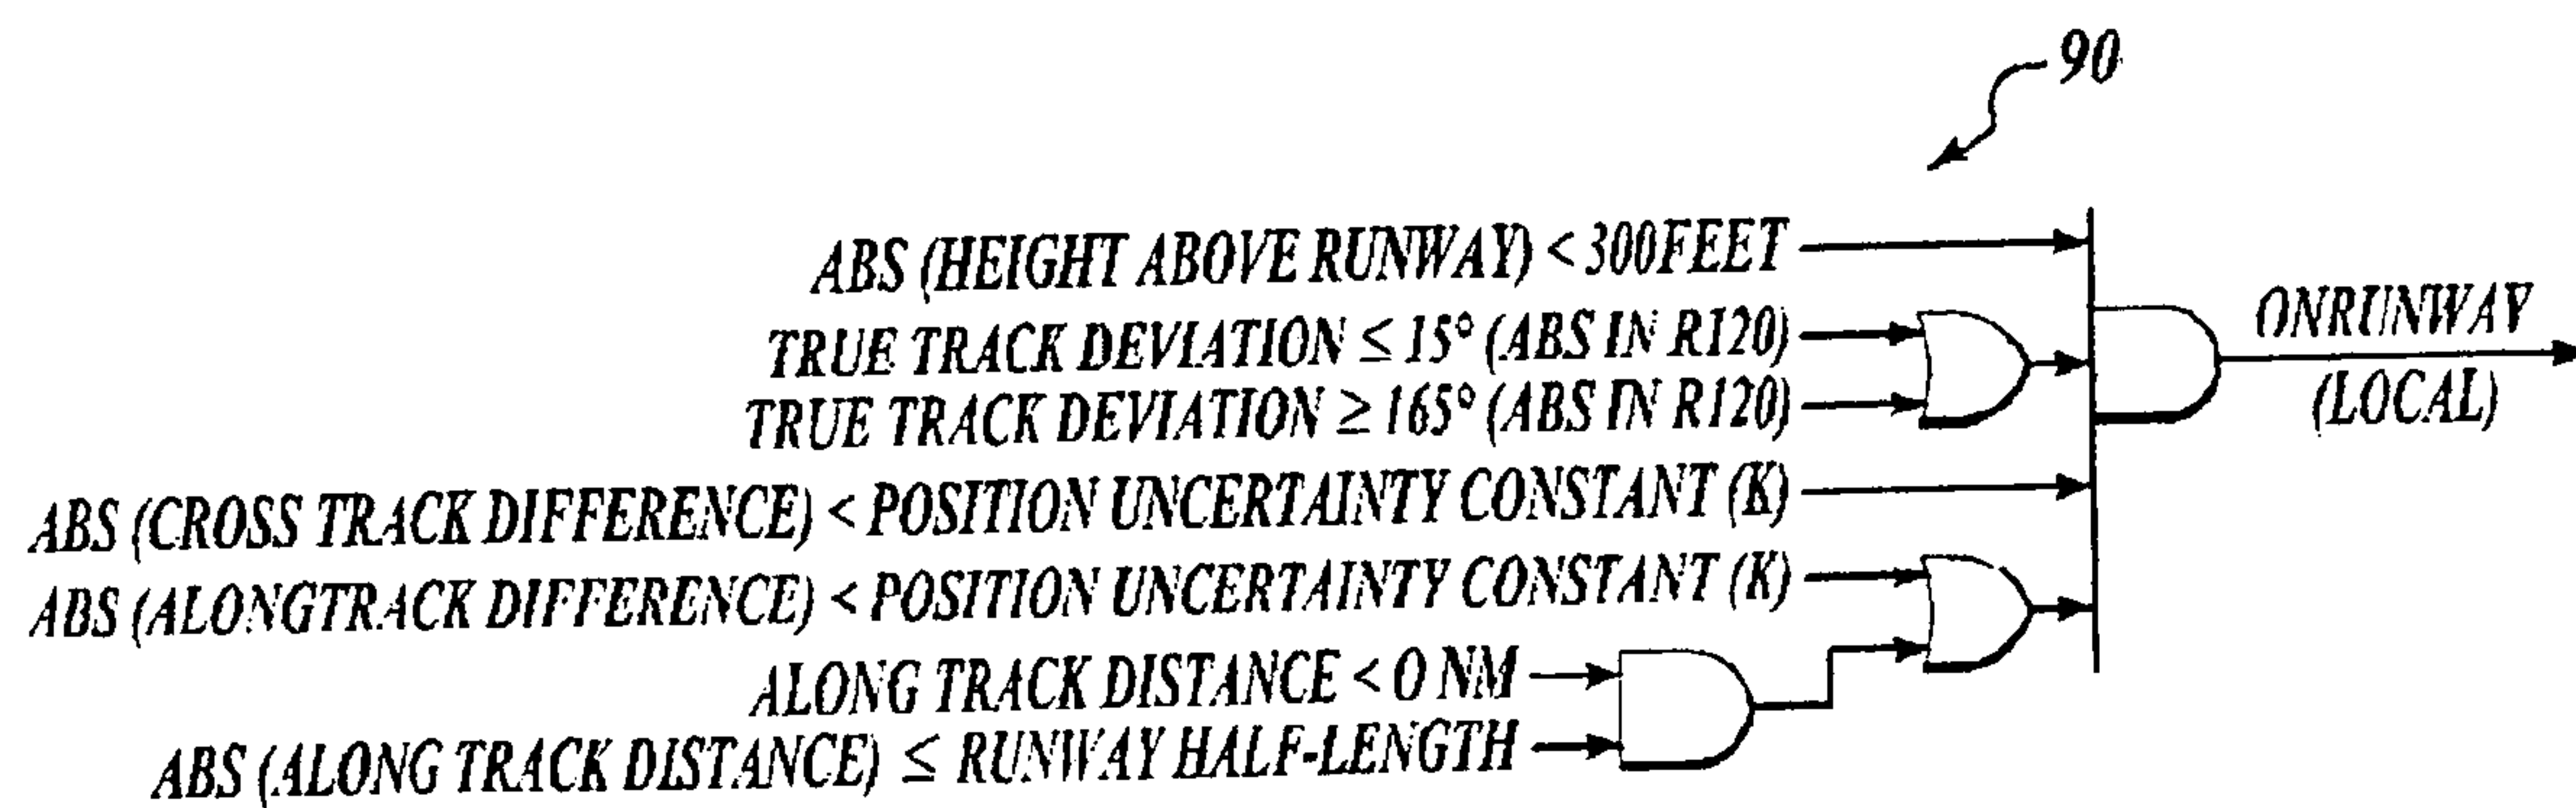 90
ABS (HEIGHT ABOVE RUNWAY) < 300FEET
TRUE TRACK DEVIATION ≤ 15° (ABS IN R120)
TRUE TRACK DEVIATION ≥ 165° (ABS IN R120)
ONRUNWAY
(LOCAL)
ABS (CROSS TRACK DIFFERENCE) < POSITION UNCERTAINTY CONSTANT (K)
ABS (ALONGTRACK DIFFERENCE) < POSITION UNCERTAINTY CONSTANT (K)
ALONG TRACK DISTANCE < 0 NM
ABS (ALONG TRACK DISTANCE) ≤ RUNWAY HALF-LENGTH